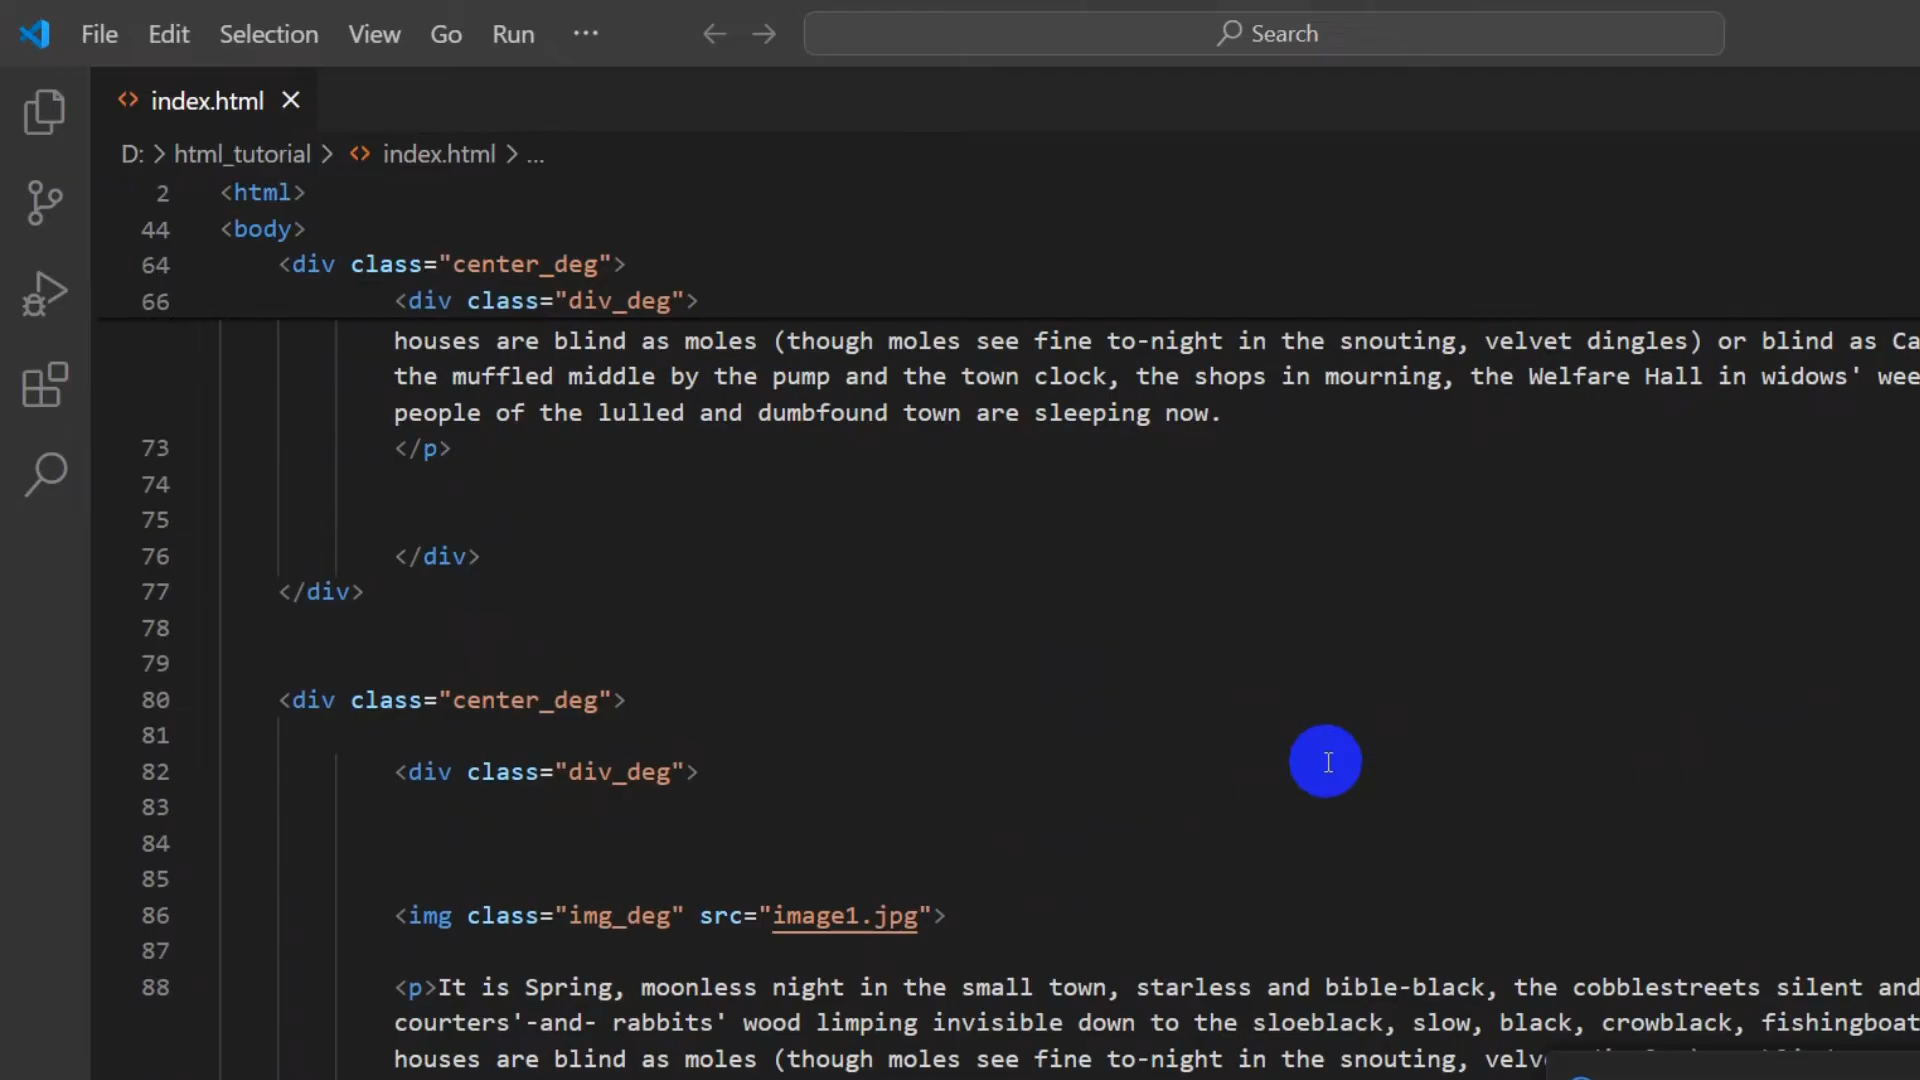 File Edit Selection View Go Run ··· Search
index.html
D: > html_tutorial > index.html > ...
2 <html>
44 <body>
64 <div class="center_deg">
66 <div class="div_deg">
houses are blind as moles (though moles see fine to-night in the snouting, velvet dingles) or blind as Ca
the muffled middle by the pump and the town clock, the shops in mourning, the Welfare Hall in widows' wee
people of the lulled and dumbfound town are sleeping now.
73 </p>
74
75
76 </div>
77 </div>
78
79
80 <div class="center_deg">
81
82 <div class="div_deg">
83
84
85
86 <img class="img_deg" src="image1.jpg">
87
88 <p>It is Spring, moonless night in the small town, starless and bible-black, the cobblestreets silent and
courters'-and- rabbits' wood limping invisible down to the sloeblack, slow, black, crowblack, fishingboat
houses are blind as moles (though moles see fine to-night in the snouting, velv